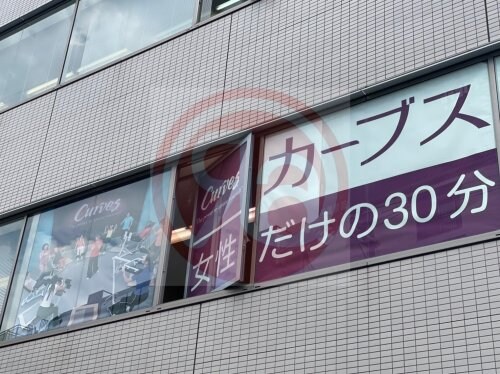 Curves
Curves
カーブス
女性
だけの30分